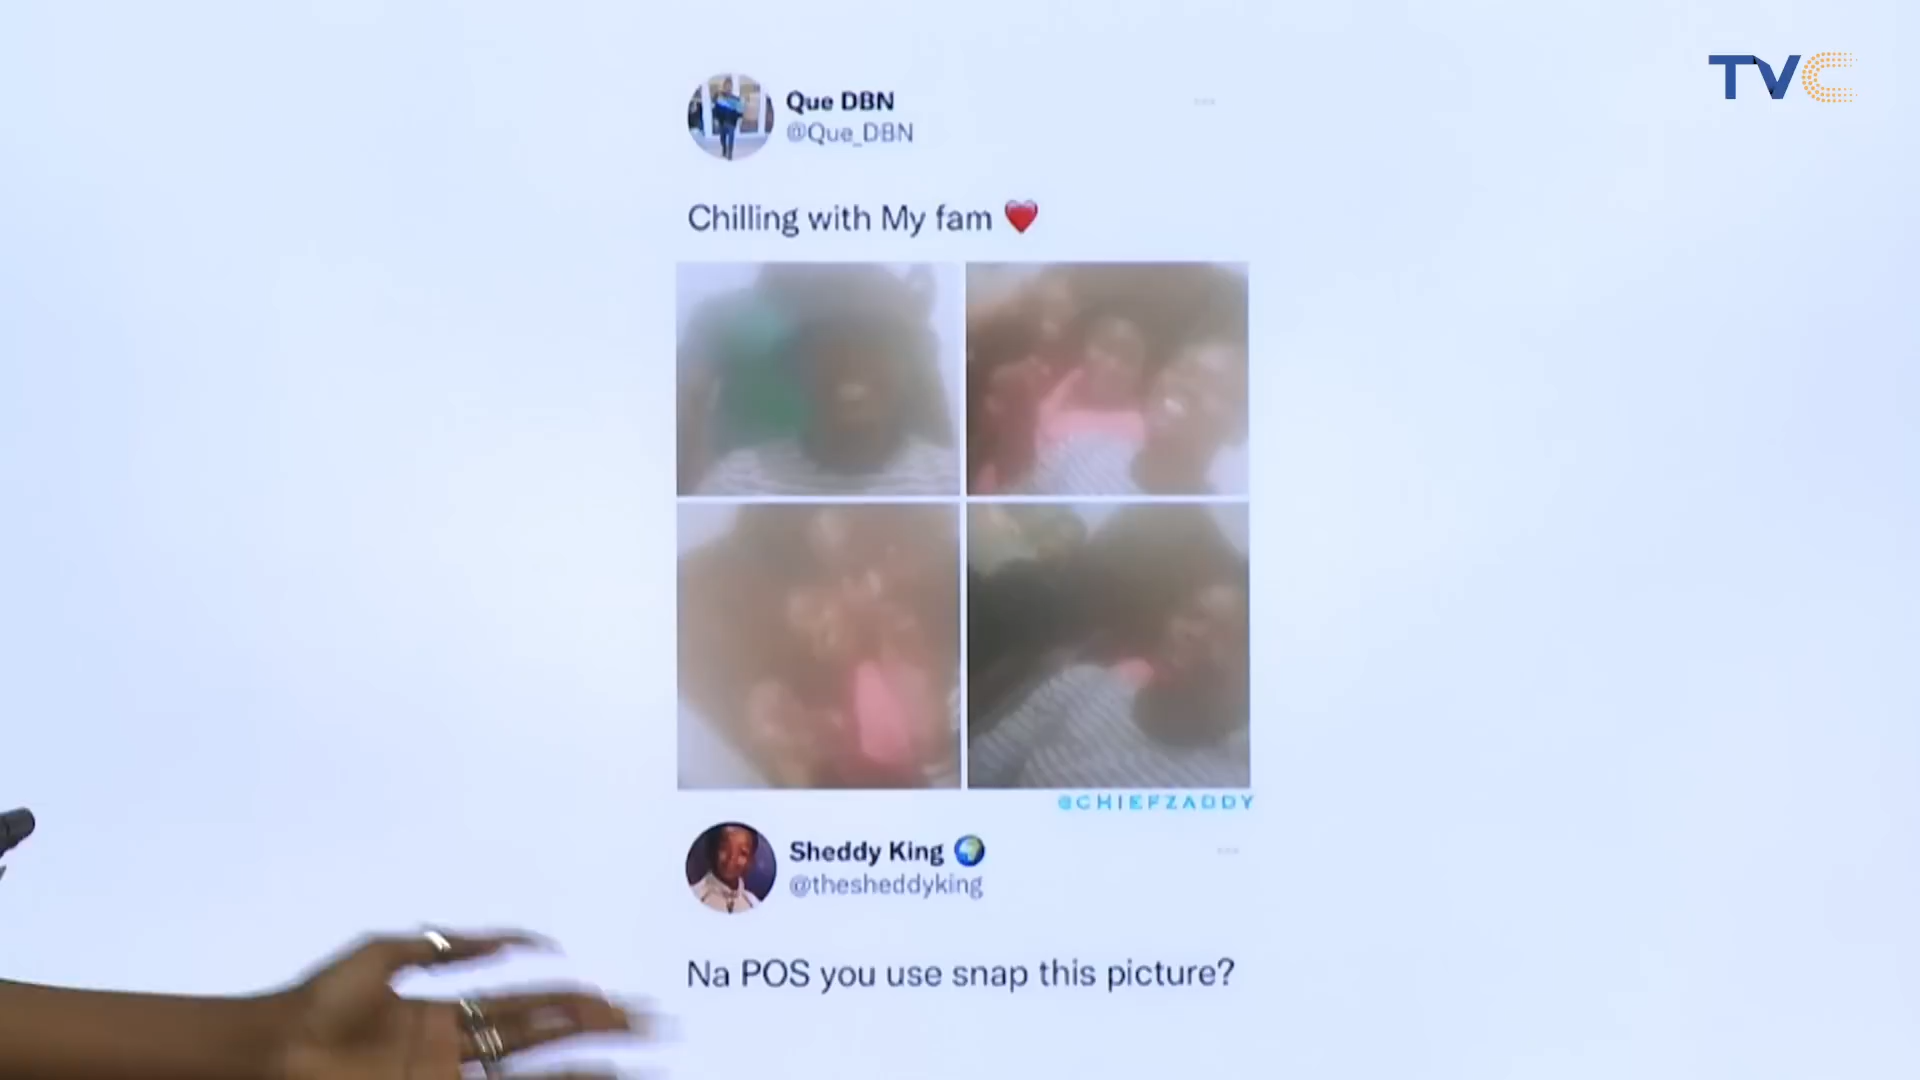 TVC
Que DBN
@Que_DBN
Chilling with My fam ❤️
@CHIEFZADDY
Sheddy King 🌍
@thesheddyking
Na POS you use snap this picture?